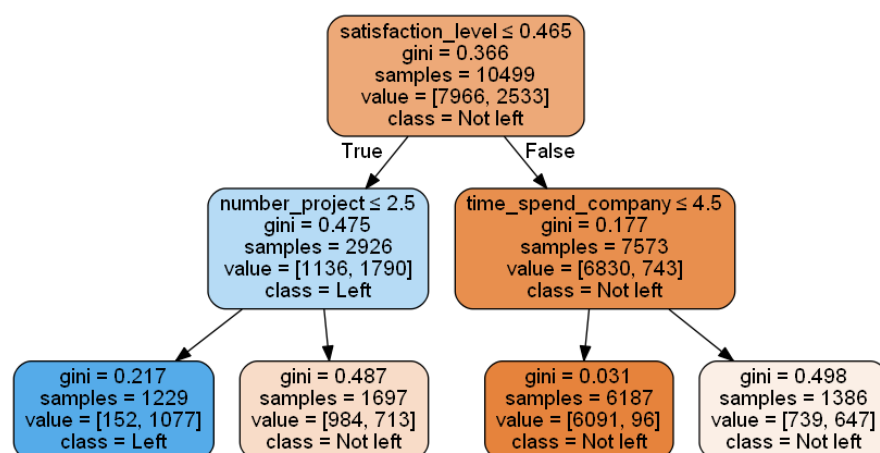 satisfaction_level ≤ 0.465
gini = 0.366
samples = 10499
value = [7966, 2533]
class = Not left
True
False
number_project ≤ 2.5
gini = 0.475
samples = 2926
value = [1136, 1790]
class = Left
time_spend_company ≤ 4.5
gini = 0.177
samples = 7573
value = [6830, 743]
class = Not left
gini = 0.217
samples = 1229
value = [152, 1077]
class = Left
gini = 0.487
samples = 1697
value = [984, 713]
class = Not left
gini = 0.031
samples = 6187
value = [6091, 96]
class = Not left
gini = 0.498
samples = 1386
value = [739, 647]
class = Not left